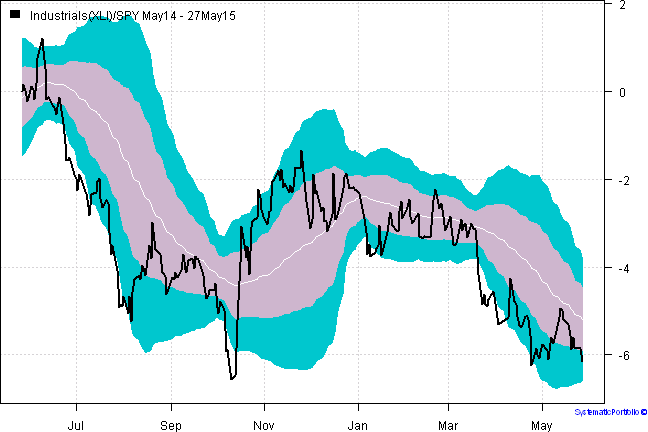 Industrials(XLI)/SPY May14 - 27May15
2
0
-2
-4
-6
Jul Sep Nov Jan Mar May
SystematicPortfolio ©